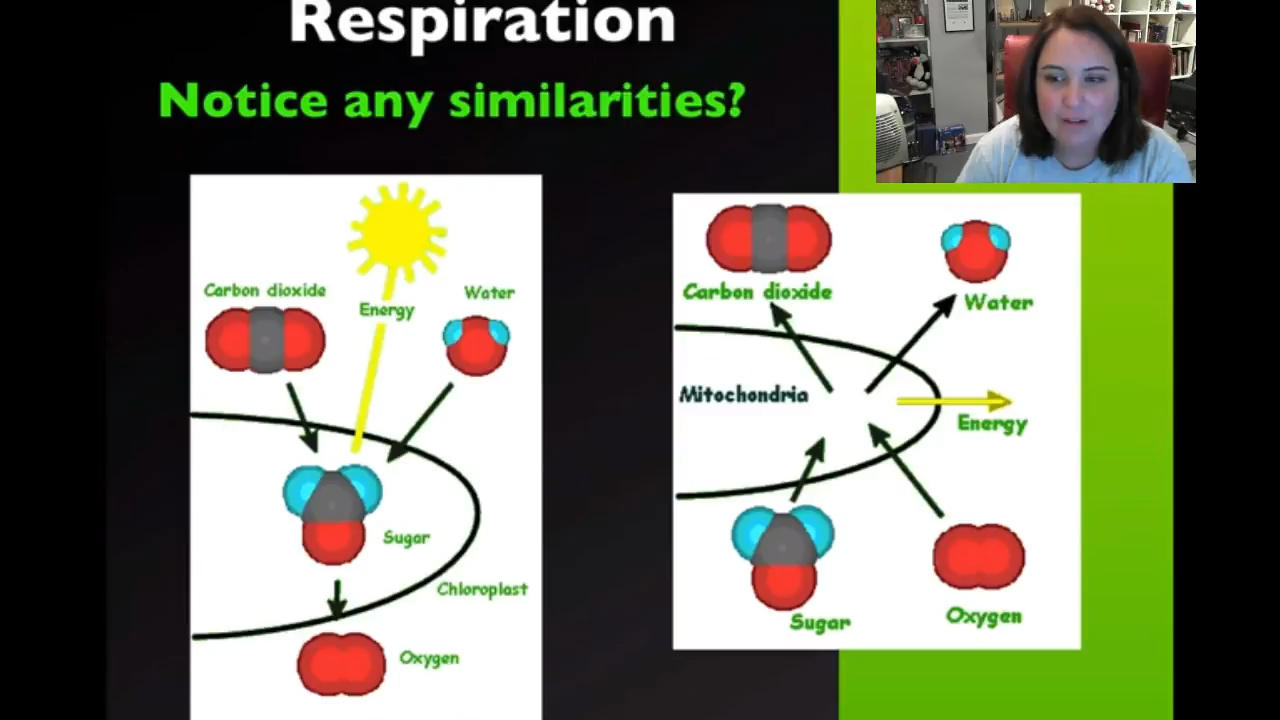 Respiration
Notice any similarities?
Carbon dioxide
Energy
Water
Sugar
Chloroplast
Oxygen
Carbon dioxide
Water
Mitochondria
Energy
Sugar
Oxygen